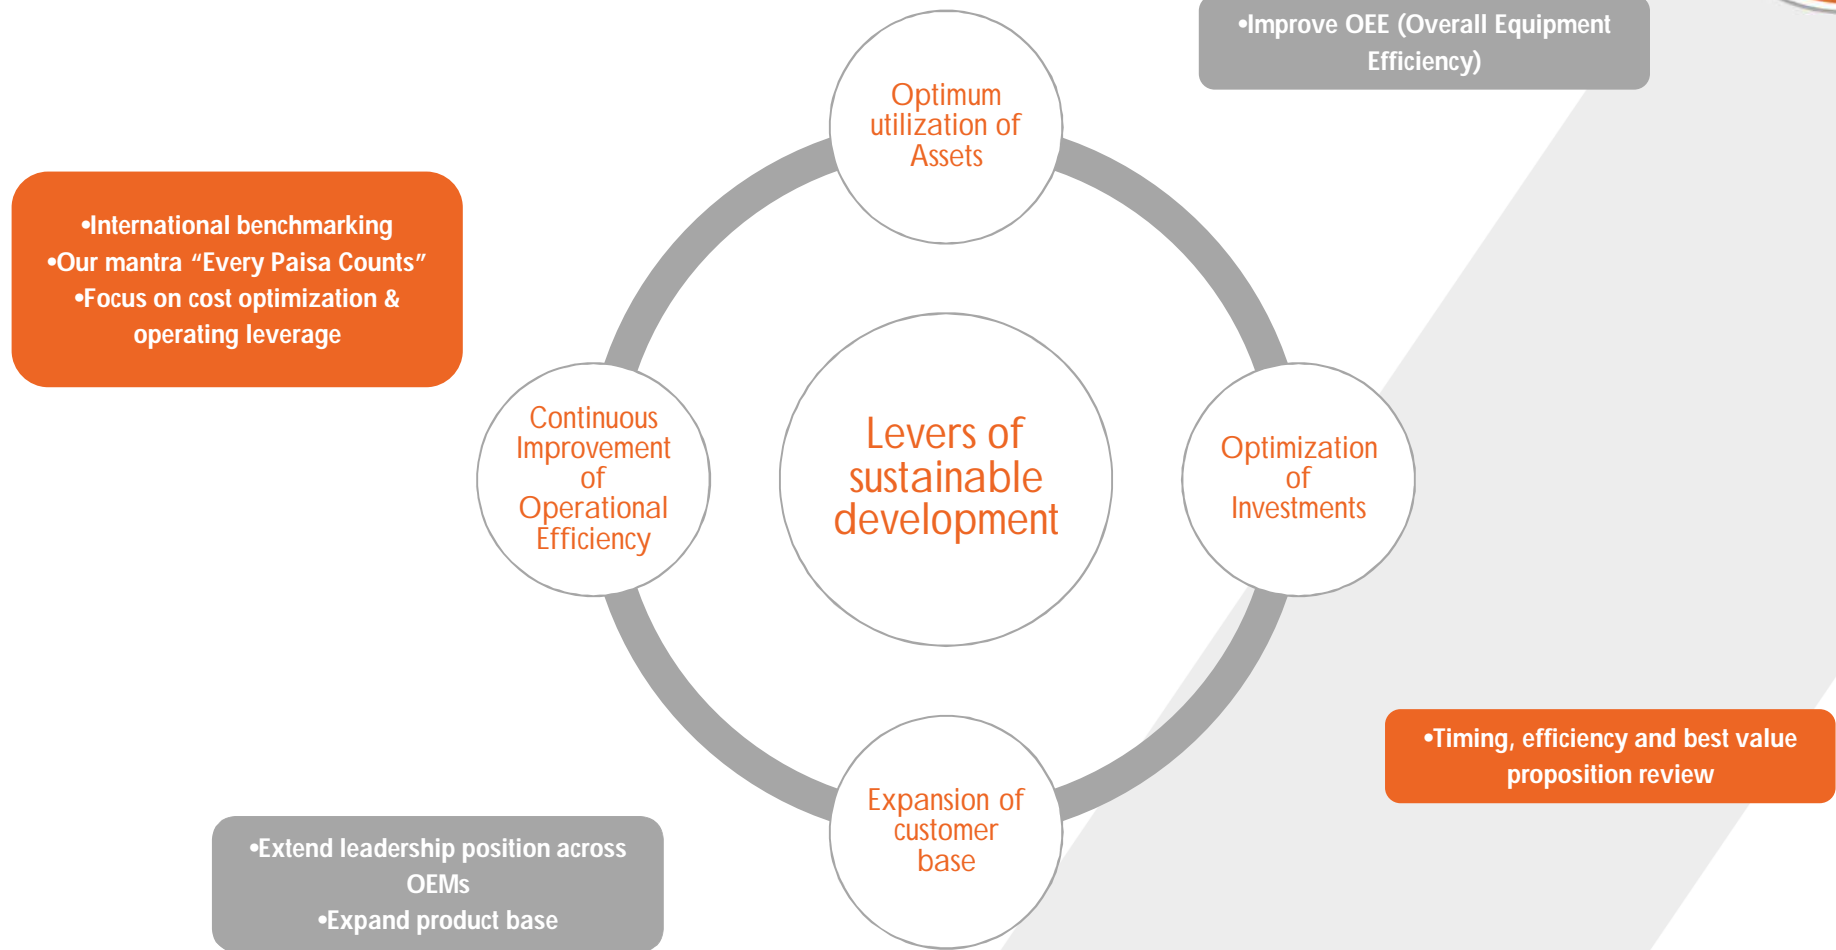 •Improve OEE (Overall Equipment
Efficiency)
Optimum
utilization of
Assets
•International benchmarking
•Our mantra “Every Paisa Counts”
•Focus on cost optimization &
operating leverage
Continuous
Improvement
of
Operational
Efficiency
Levers of
sustainable
development
Optimization
of
Investments
•Timing, efficiency and best value
proposition review
Expansion of
customer
base
•Extend leadership position across
OEMs
•Expand product base